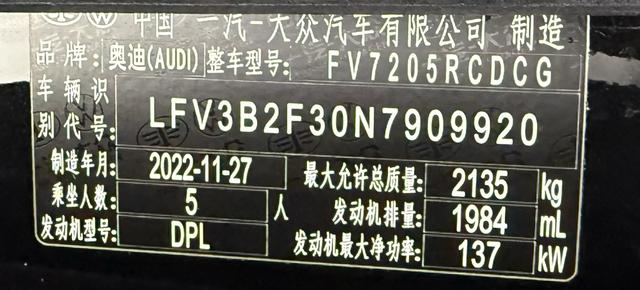 中国 一汽-大众汽车有限公司 制造
品牌: 奥迪(AUDI) 整车型号: FV7205RCDCG
车辆识别代号: LFV3B2F30N7909920
制造年月: 2022-11-27 最大允许总质量: 2135 kg
乘坐人数: 5 人 发动机排量: 1984 mL
发动机型号: DPL 发动机最大净功率: 137 kW